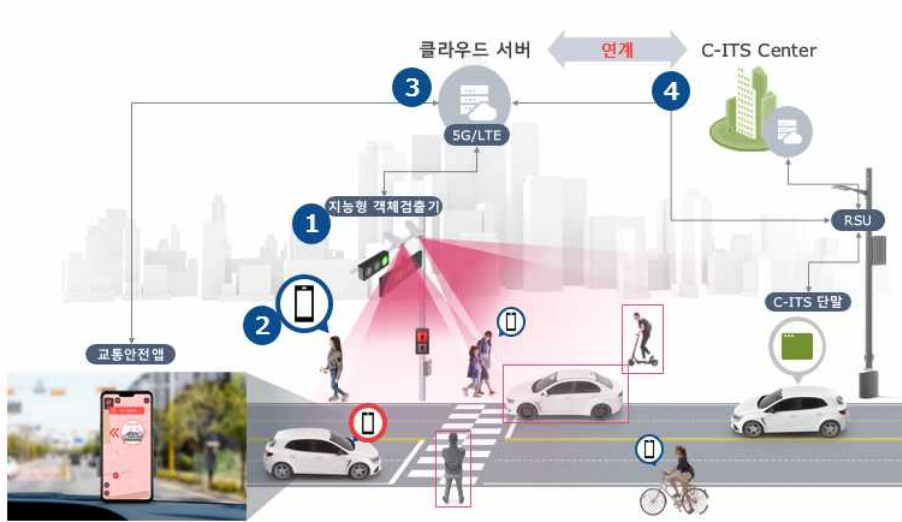 클라우드 서버
연계
C-ITS Center
3
4
5G/LTE
1
지능형 객체검출기
RSU
2
C-ITS 단말
교통안전앱